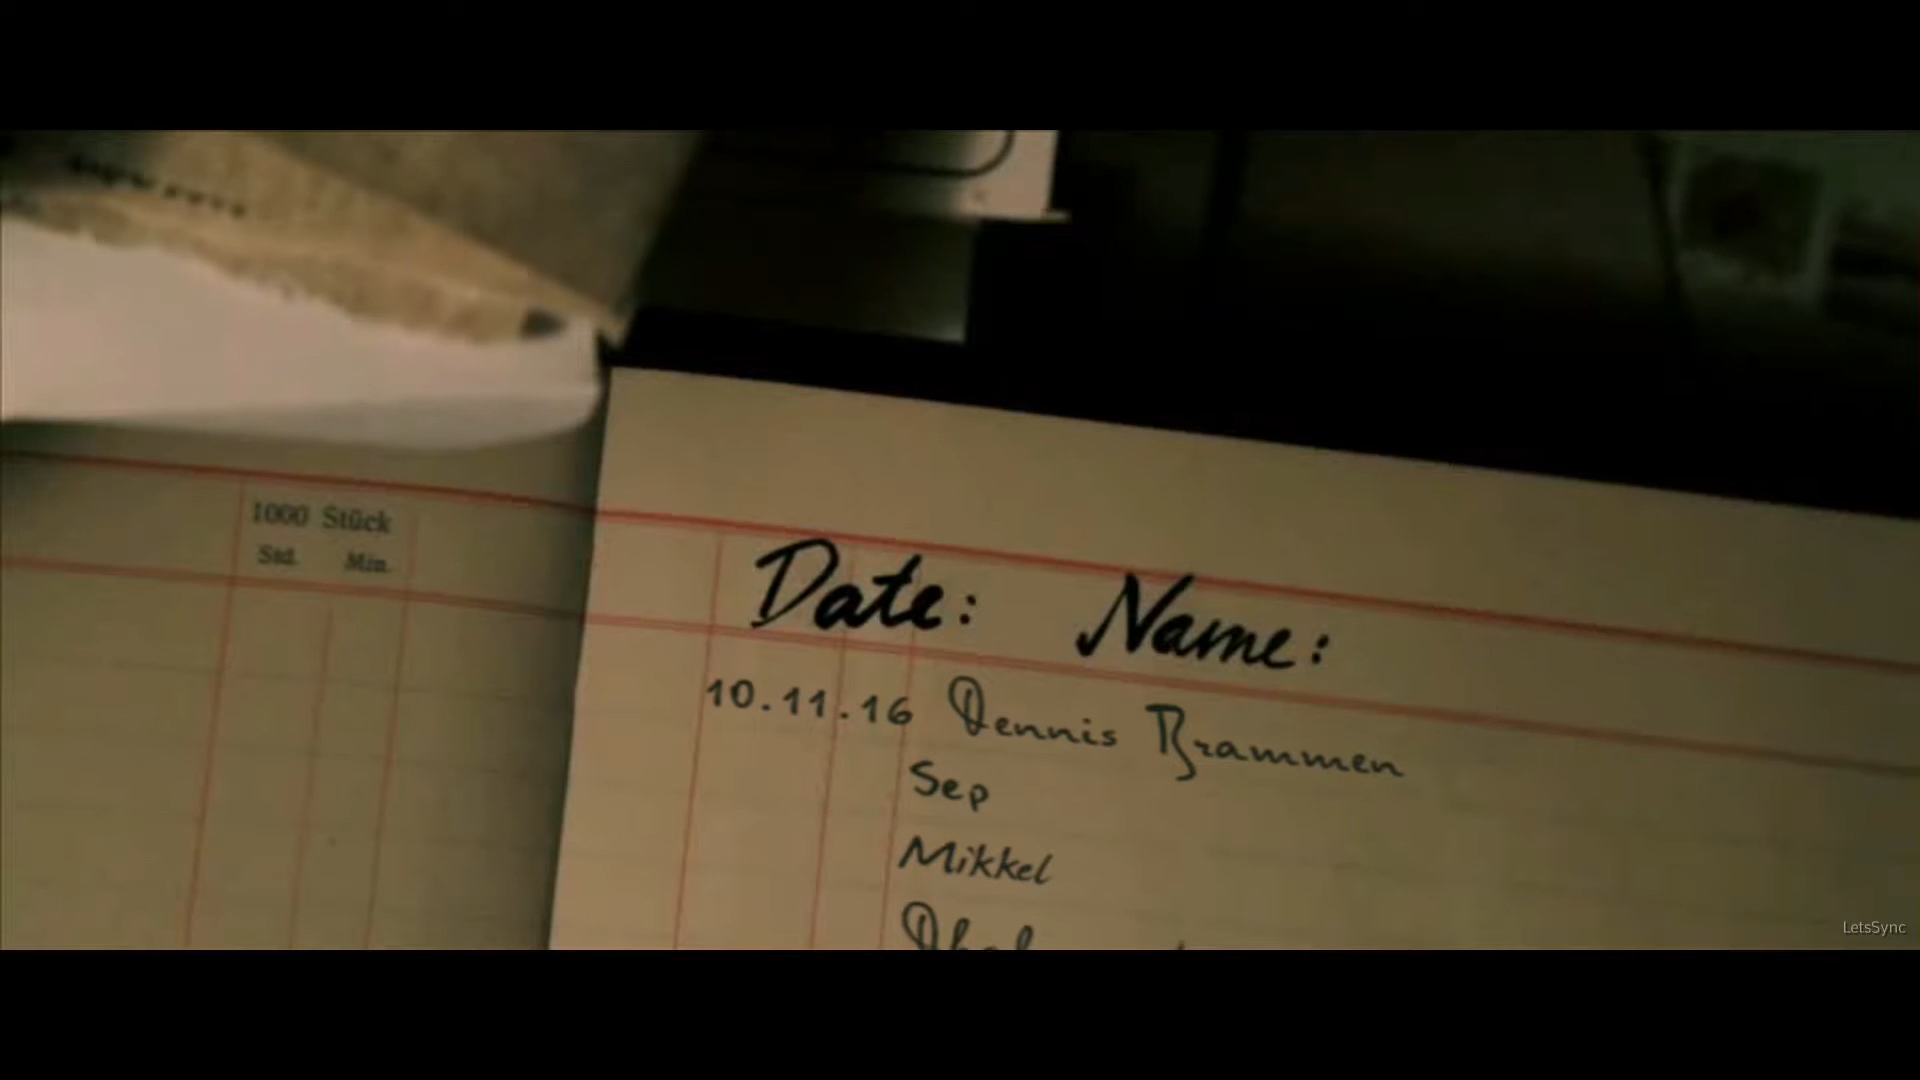 1000 Stück
Std. Min.
Date: Name:
10.11.16 Dennis Brammen
Sep
Mikkel
LetsSync